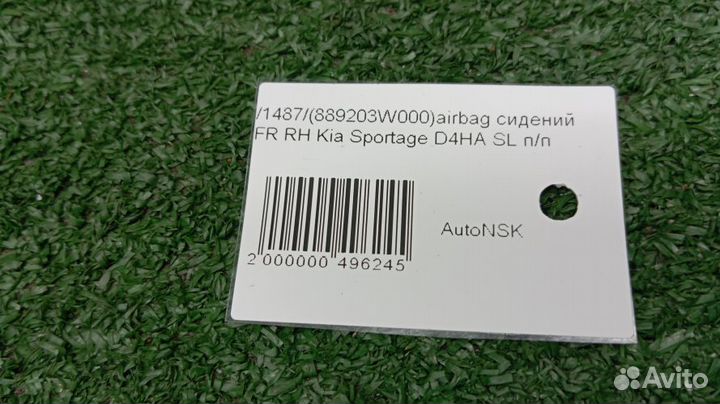 /1487/(889203W000)airbag сидений
FR RH Kia Sportage D4HA SL п/п
AutoNSK
2 000000 496245
Avito